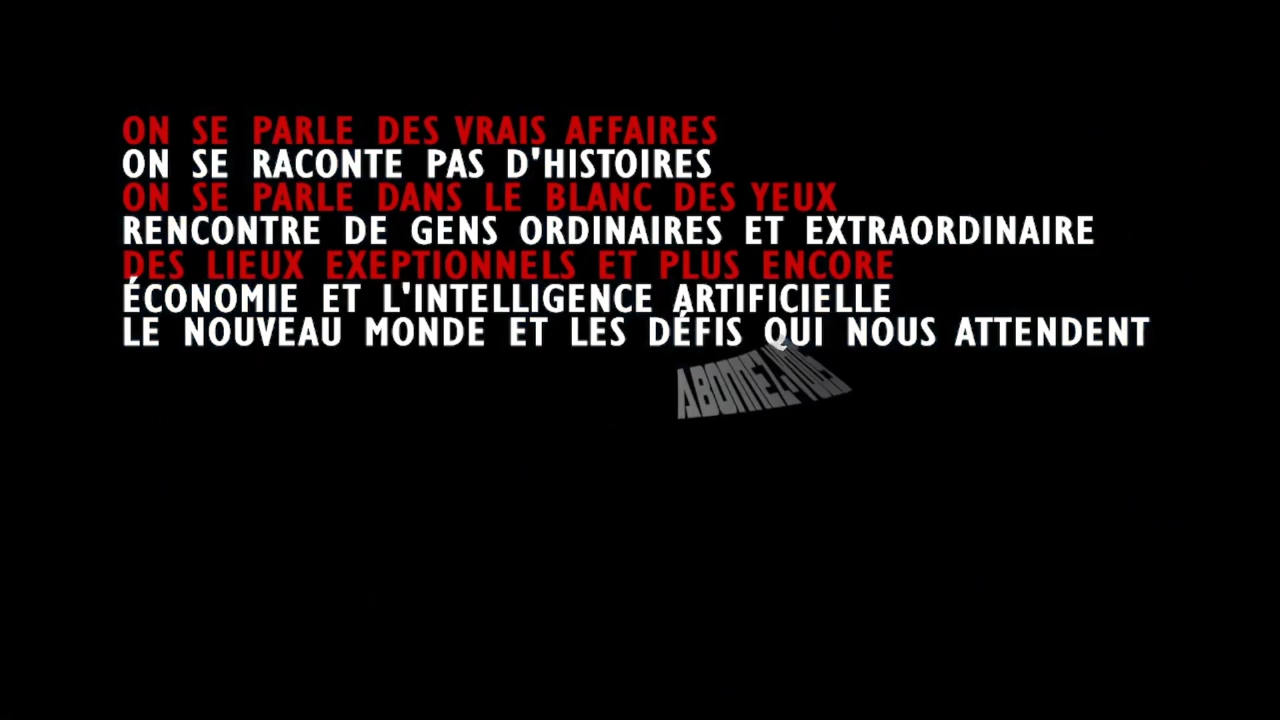 ON SE PARLE DES VRAIS AFFAIRES
ON SE RACONTE PAS D'HISTOIRES
ON SE PARLE DANS LE BLANC DES YEUX
RENCONTRE DE GENS ORDINAIRES ET EXTRAORDINAIRE
DES LIEUX EXEPTIONNELS ET PLUS ENCORE
ÉCONOMIE ET L'INTELLIGENCE ARTIFICIELLE
LE NOUVEAU MONDE ET LES DÉFIS QUI NOUS ATTENDENT
ABONNEZ-VOUS